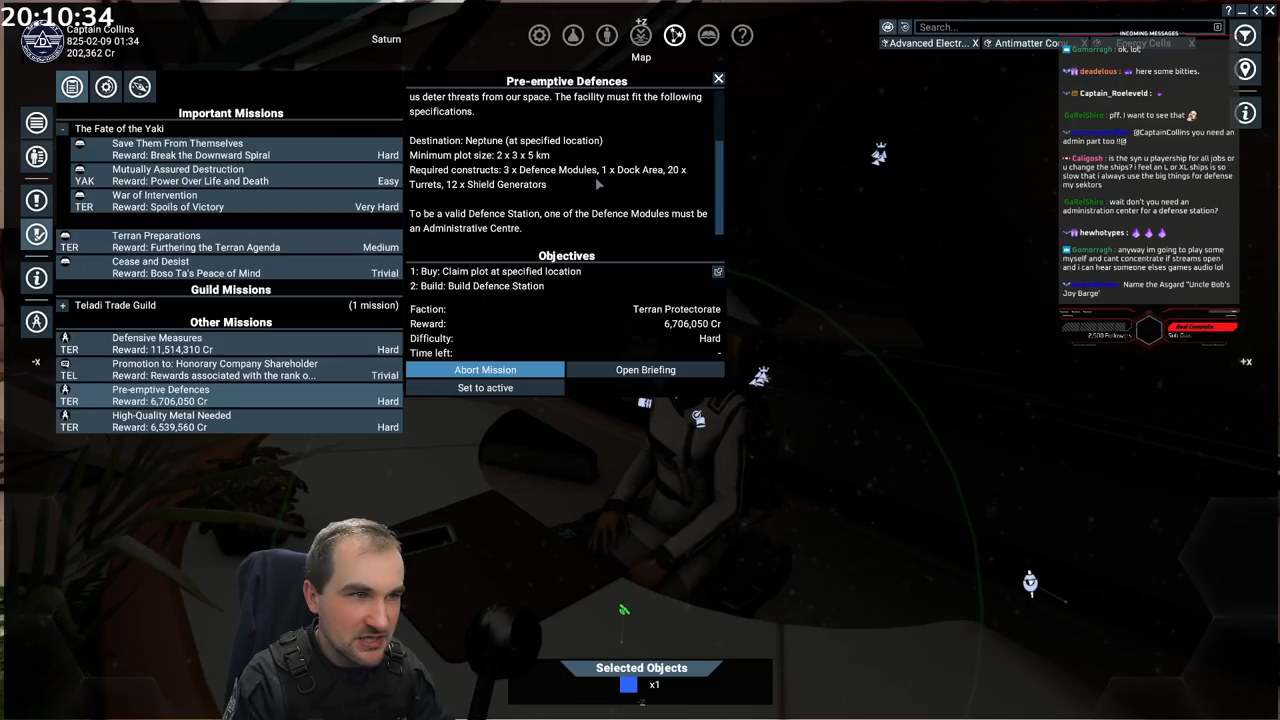 20:10:34
Captain Collins
825-02-09 01:34
202,362 Cr
Saturn
+Z
Map
Search...
Advanced Electr... X
Antimatter Con... X
Energy Cells X
Important Missions
- The Fate of the Yaki
Save Them From Themselves
Reward: Break the Downward Spiral Hard
Mutually Assured Destruction
YAK Reward: Power Over Life and Death Easy
War of Intervention
TER Reward: Spoils of Victory Very Hard
Terran Preparations
TER Reward: Furthering the Terran Agenda Medium
Cease and Desist
TER Reward: Boso Ta's Peace of Mind Trivial
Guild Missions
+ Teladi Trade Guild (1 mission)
Other Missions
Defensive Measures
TER Reward: 11,514,310 Cr Hard
Promotion to: Honorary Company Shareholder
TEL Reward: Rewards associated with the rank o... Trivial
Pre-emptive Defences
TER Reward: 6,706,050 Cr Hard
High-Quality Metal Needed
TER Reward: 6,539,560 Cr Hard
Pre-emptive Defences
us deter threats from our space. The facility must fit the following
specifications.
Destination: Neptune (at specified location)
Minimum plot size: 2 x 3 x 5 km
Required constructs: 3 x Defence Modules, 1 x Dock Area, 20 x
Turrets, 12 x Shield Generators
To be a valid Defence Station, one of the Defence Modules must be
an Administrative Centre.
Objectives
1: Buy: Claim plot at specified location
2: Build: Build Defence Station
Faction: Terran Protectorate
Reward: 6,706,050 Cr
Difficulty: Hard
Time left: -
Abort Mission
Open Briefing
Set to active
INCOMING MESSAGES
Gomorragh : ok, lol;
deadelous : here some bitties.
Captain_Roeleveld :
GaReiShiro : pff. I want to see that
@CaptainCollins you need an
admin part too !!@
Caligosh : is the syn u playership for all jobs or
u change the ships? i feel an L or XL ships is so
slow that i always use the big things for defense
my sektors
GaReiShiro : wait don't you need an
administration center for a defense station?
hewhotypes :
Gomorragh : anyway im going to play some
myself and cant concentrate if streams open
and i can hear someone elses games audio lol
Name the Asgard "Uncle Bob's
Joy Barge"
2,500 Followers
-X
+X
Selected Objects
x1
-Z